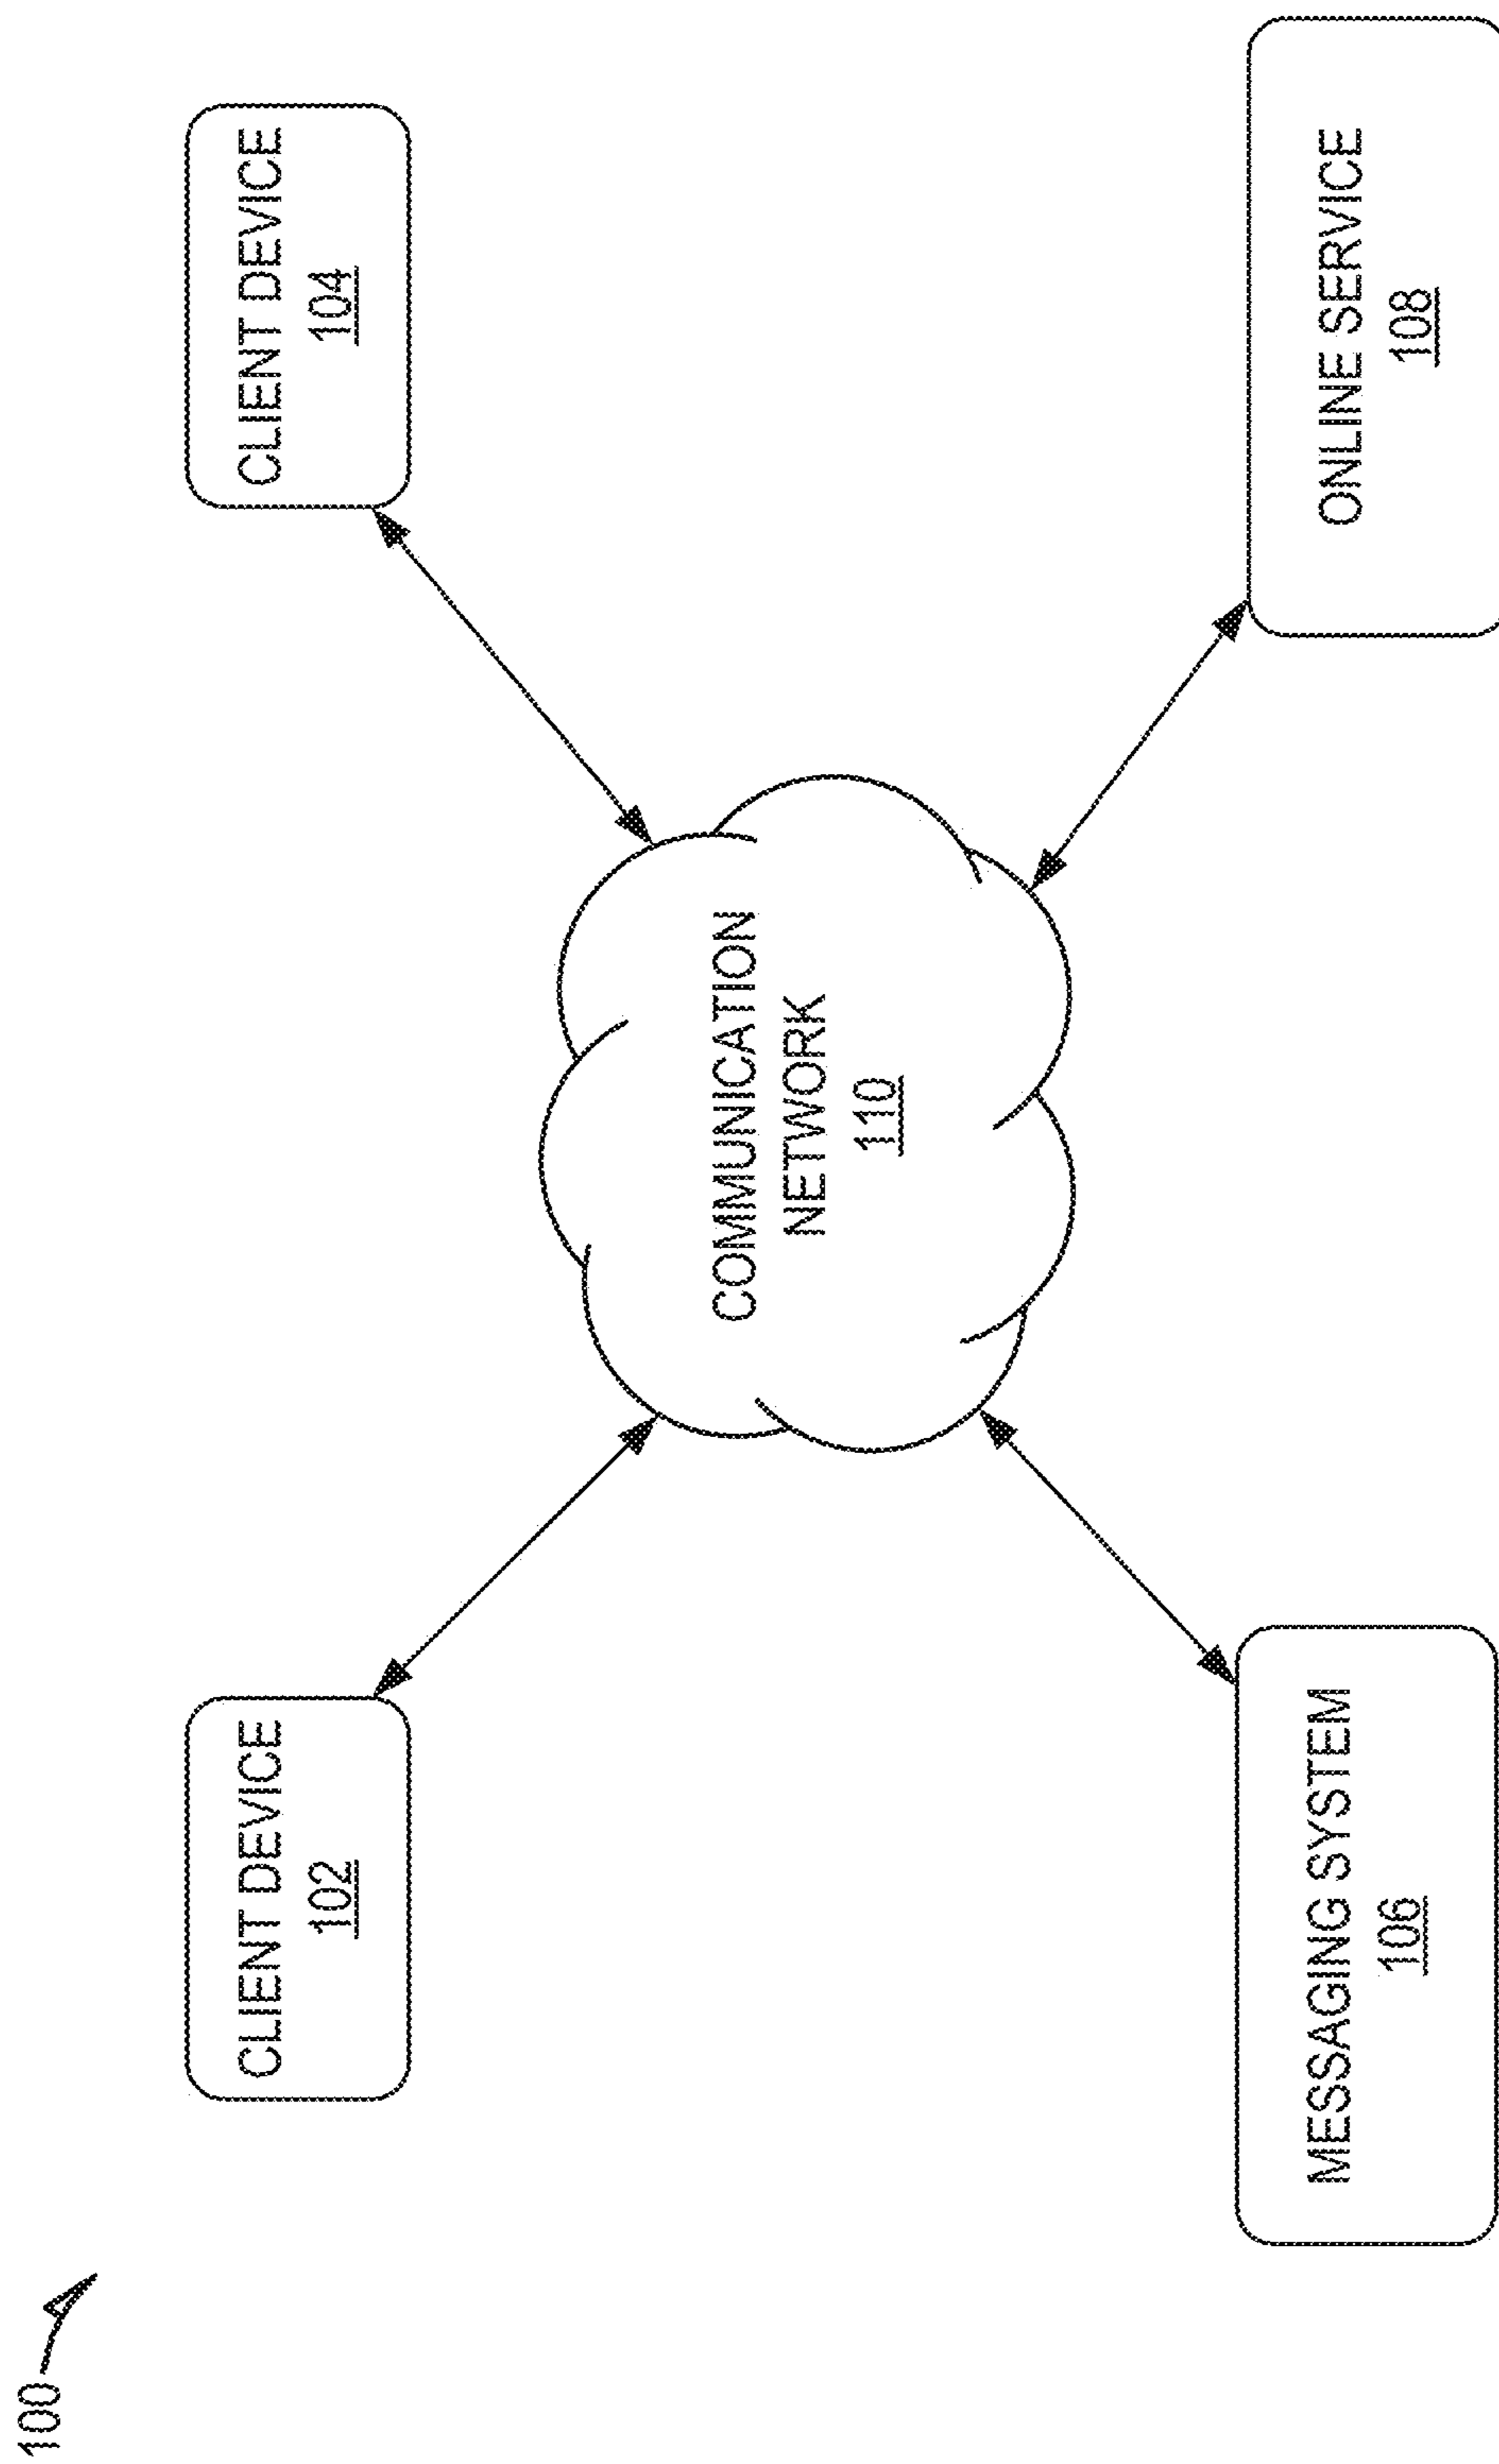 100
CLIENT DEVICE
102
CLIENT DEVICE
104
COMMUNICATION
NETWORK
110
MESSAGING SYSTEM
106
ONLINE SERVICE
108